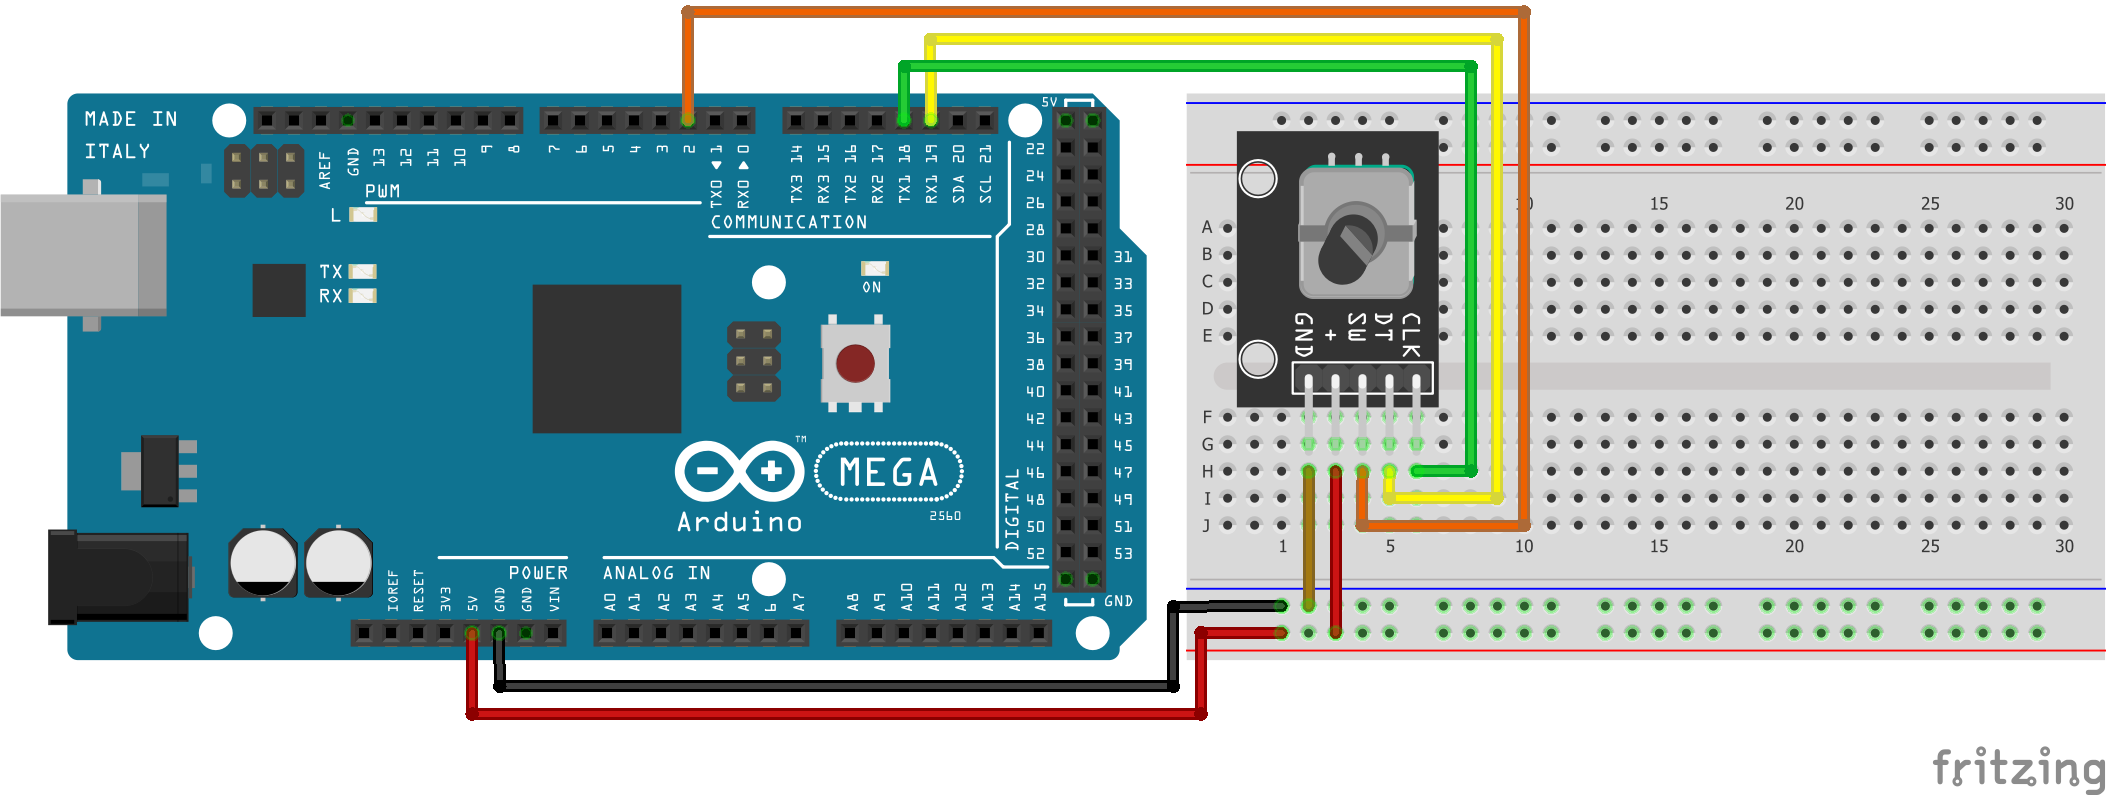 MADE IN
ITALY
AREF
GND
13
12
11
10
9
8
7
6
5
4
3
2
TX0 1
RX0 0
TX3 14
RX3 15
TX2 16
RX2 17
TX1 18
RX1 19
SDA 20
SCL 21
PWM
COMMUNICATION
L
TX
RX
ON
5V
22
24
26
28
30 31
32 33
34 35
36 37
38 39
40 41
42 43
44 45
46 47
48 49
50 51
52 53
DIGITAL
GND
MEGA
TM
Arduino
2560
POWER
ANALOG IN
IOREF
RESET
3V3
5V
GND
GND
VIN
A0
A1
A2
A3
A4
A5
6
A7
A8
A9
A10
A11
A12
A13
A14
A15
10 15 20 25 30
A
B
C
D
E
GND
+
SW
DT
CLK
F
G
H
I
J
1 5 10 15 20 25 30
fritzing